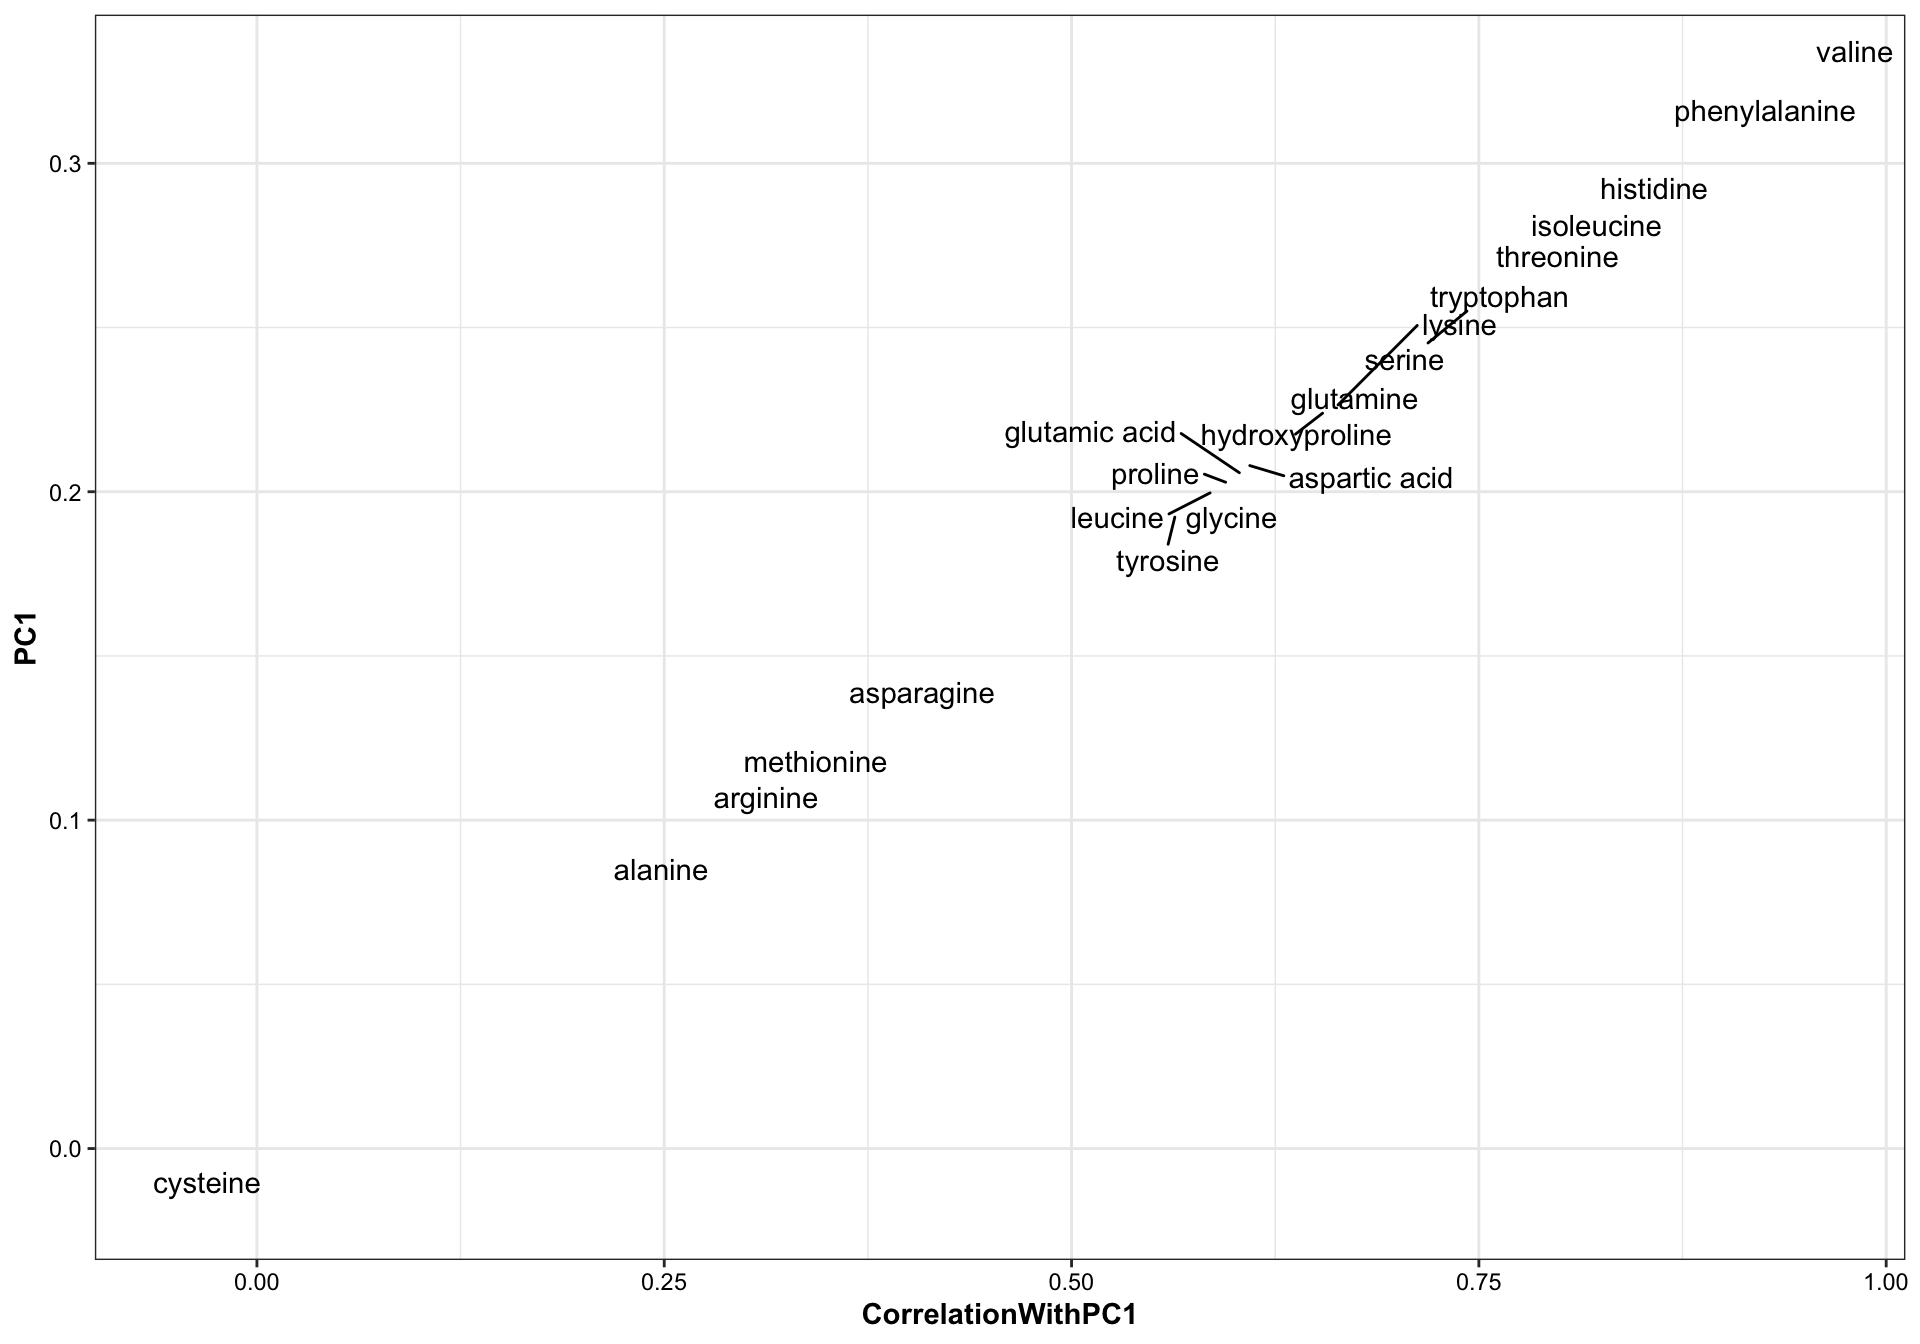 valine
phenylalanine
0.3
histidine
isoleucine
threonine
tryptophan
lysine
serine
glutamine
glutamic acid
hydroxyproline
proline
aspartic acid
0.2
leucine
glycine
tyrosine
PC1
asparagine
methionine
arginine
0.1
alanine
0.0
cysteine
0.00 0.25 0.50 0.75 1.00
CorrelationWithPC1